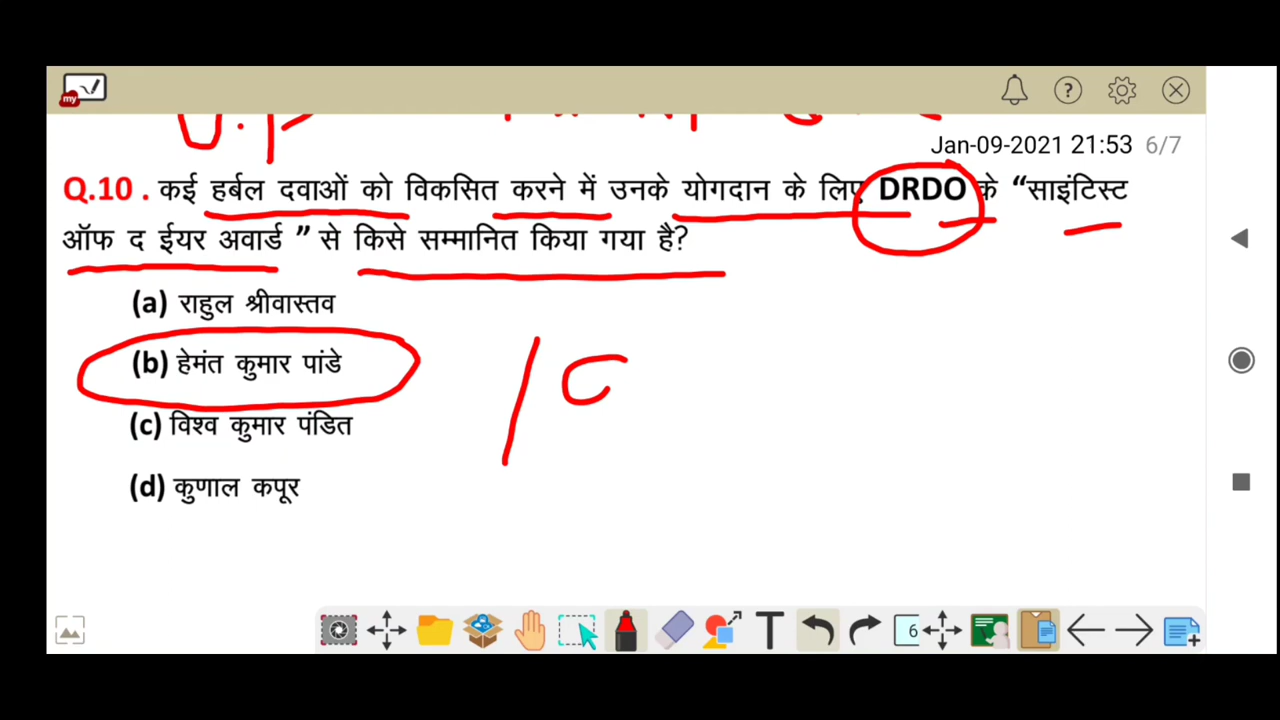 my
Jan-09-2021 21:53 6/7
Q.10 . कई हर्बल दवाओं को विकसित करने में उनके योगदान के लिए DRDO के “साइंटिस्ट
ऑफ द ईयर अवार्ड ” से किसे सम्मानित किया गया है?
(a) राहुल श्रीवास्तव
(b) हेमंत कुमार पांडे
(c) विश्व कुमार पंडित
(d) कुणाल कपूर
T
6